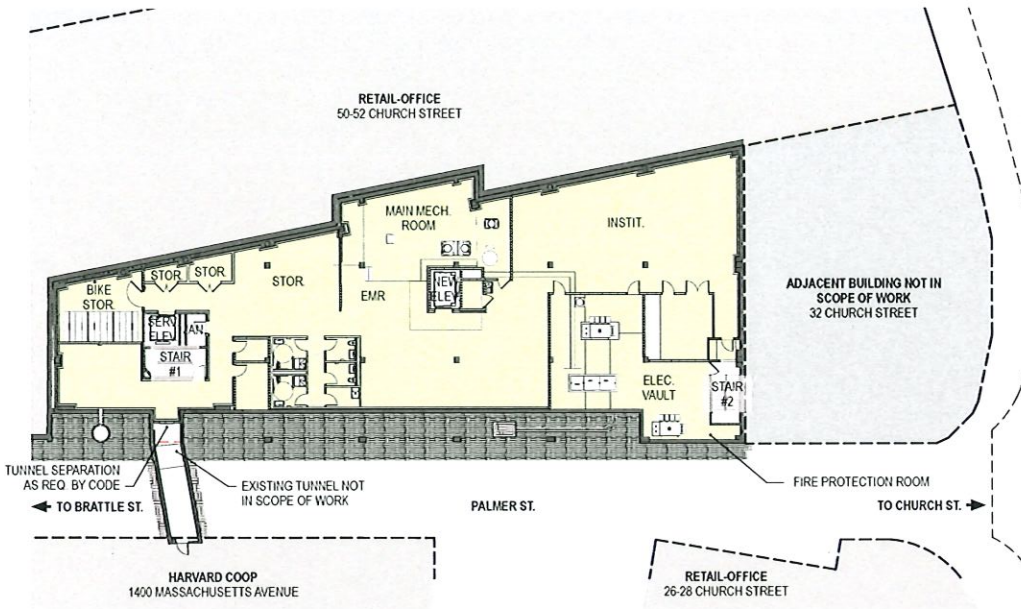 RETAIL-OFFICE
50-52 CHURCH STREET
MAIN MECH.
ROOM
INSTIT.
STOR
STOR.
STOR.
BIKE
STOR.
NEW
ELEV.
EMR
ADJACENT BUILDING NOT IN
SCOPE OF WORK
32 CHURCH STREET
SERV
ELEV
AN.
STAIR
#1
ELEC.
VAULT
STAIR
#2
TUNNEL SEPARATION
AS REQ. BY CODE
EXISTING TUNNEL NOT
IN SCOPE OF WORK
FIRE PROTECTION ROOM
TO BRATTLE ST.
PALMER ST.
TO CHURCH ST.
HARVARD COOP
1400 MASSACHUSETTS AVENUE
RETAIL-OFFICE
26-28 CHURCH STREET